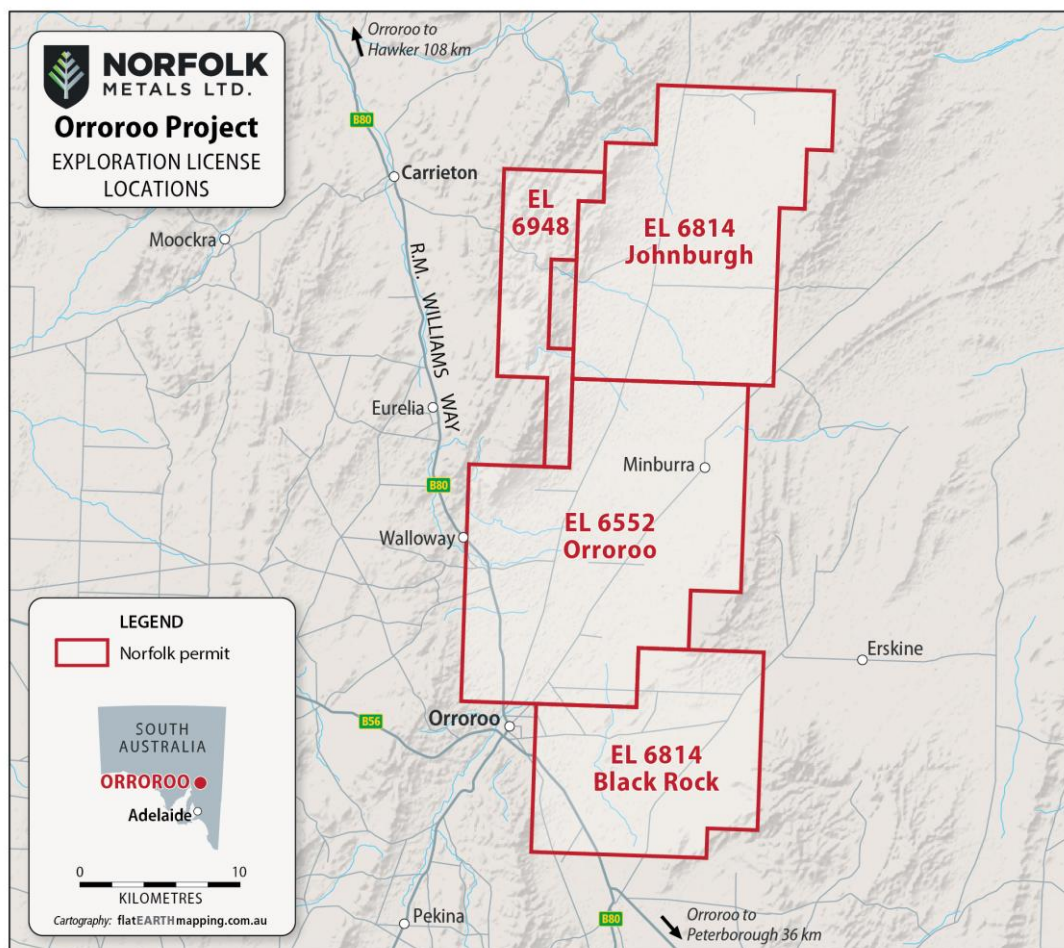 NORFOLK
METALS LTD.
Orroroo Project
EXPLORATION LICENSE
LOCATIONS
Orroroo to
Hawker 108 km
B80
Carrieton
Moockra
R.M. WILLIAMS WAY
EL
6948
EL 6814
Johnburgh
Eurelia
B80
Minburra
Walloway
EL 6552
Orroroo
Erskine
B56
Orroroo
EL 6814
Black Rock
Pekina
B80
Orroroo to
Peterborough 36 km
LEGEND
Norfolk permit
SOUTH
AUSTRALIA
ORROROO
Adelaide
0 10
KILOMETRES
Cartography: flatEARTHmapping.com.au